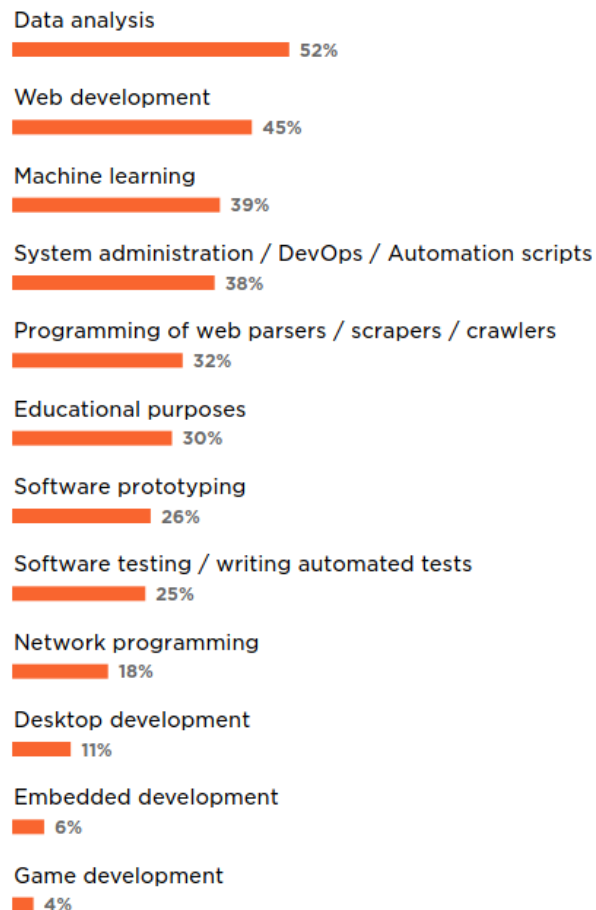 Data analysis
52%
Web development
45%
Machine learning
39%
System administration / DevOps / Automation scripts
38%
Programming of web parsers / scrapers / crawlers
32%
Educational purposes
30%
Software prototyping
26%
Software testing / writing automated tests
25%
Network programming
18%
Desktop development
11%
Embedded development
6%
Game development
4%